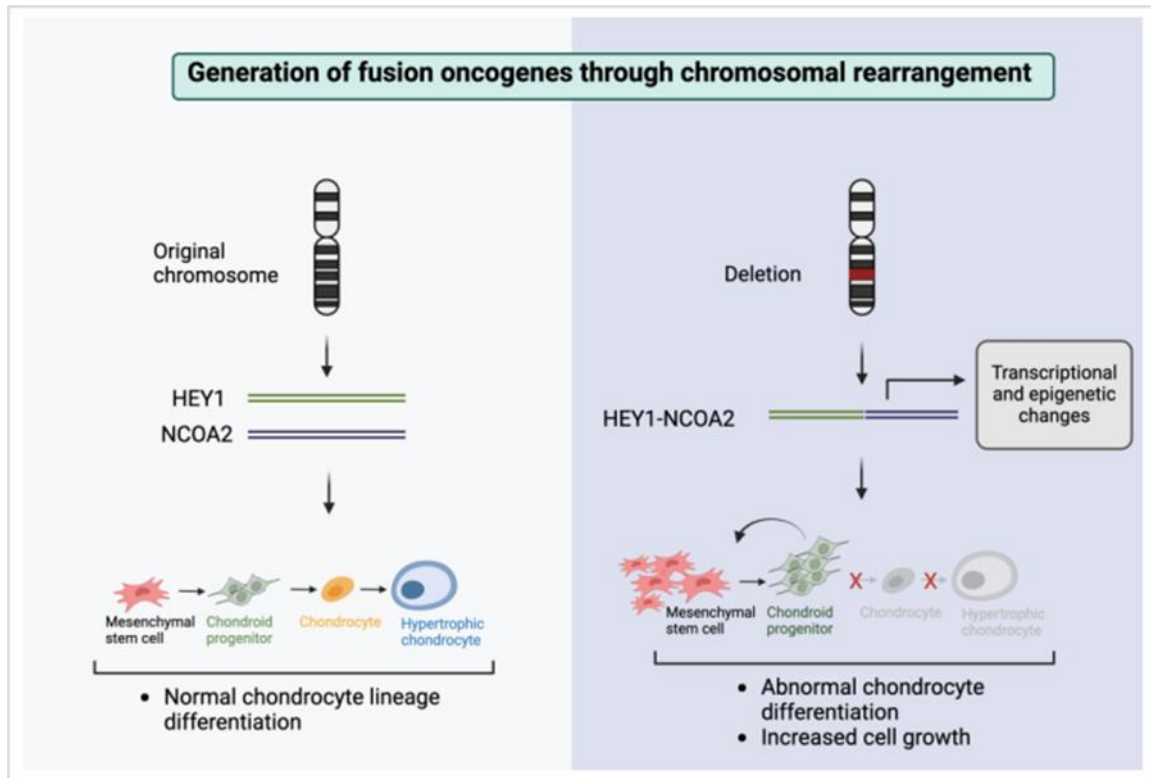 Generation of fusion oncogenes through chromosomal rearrangement
Original
chromosome
HEY1
NCOA2
Mesenchymal
stem cell
Chondroid
progenitor
Chondrocyte
Hypertrophic
chondrocyte
• Normal chondrocyte lineage
differentiation
Deletion
HEY1-NCOA2
Transcriptional
and epigenetic
changes
Mesenchymal
stem cell
Chondroid
progenitor
X
X
Chondrocyte
Hypertrophic
chondrocyte
• Abnormal chondrocyte
differentiation
• Increased cell growth